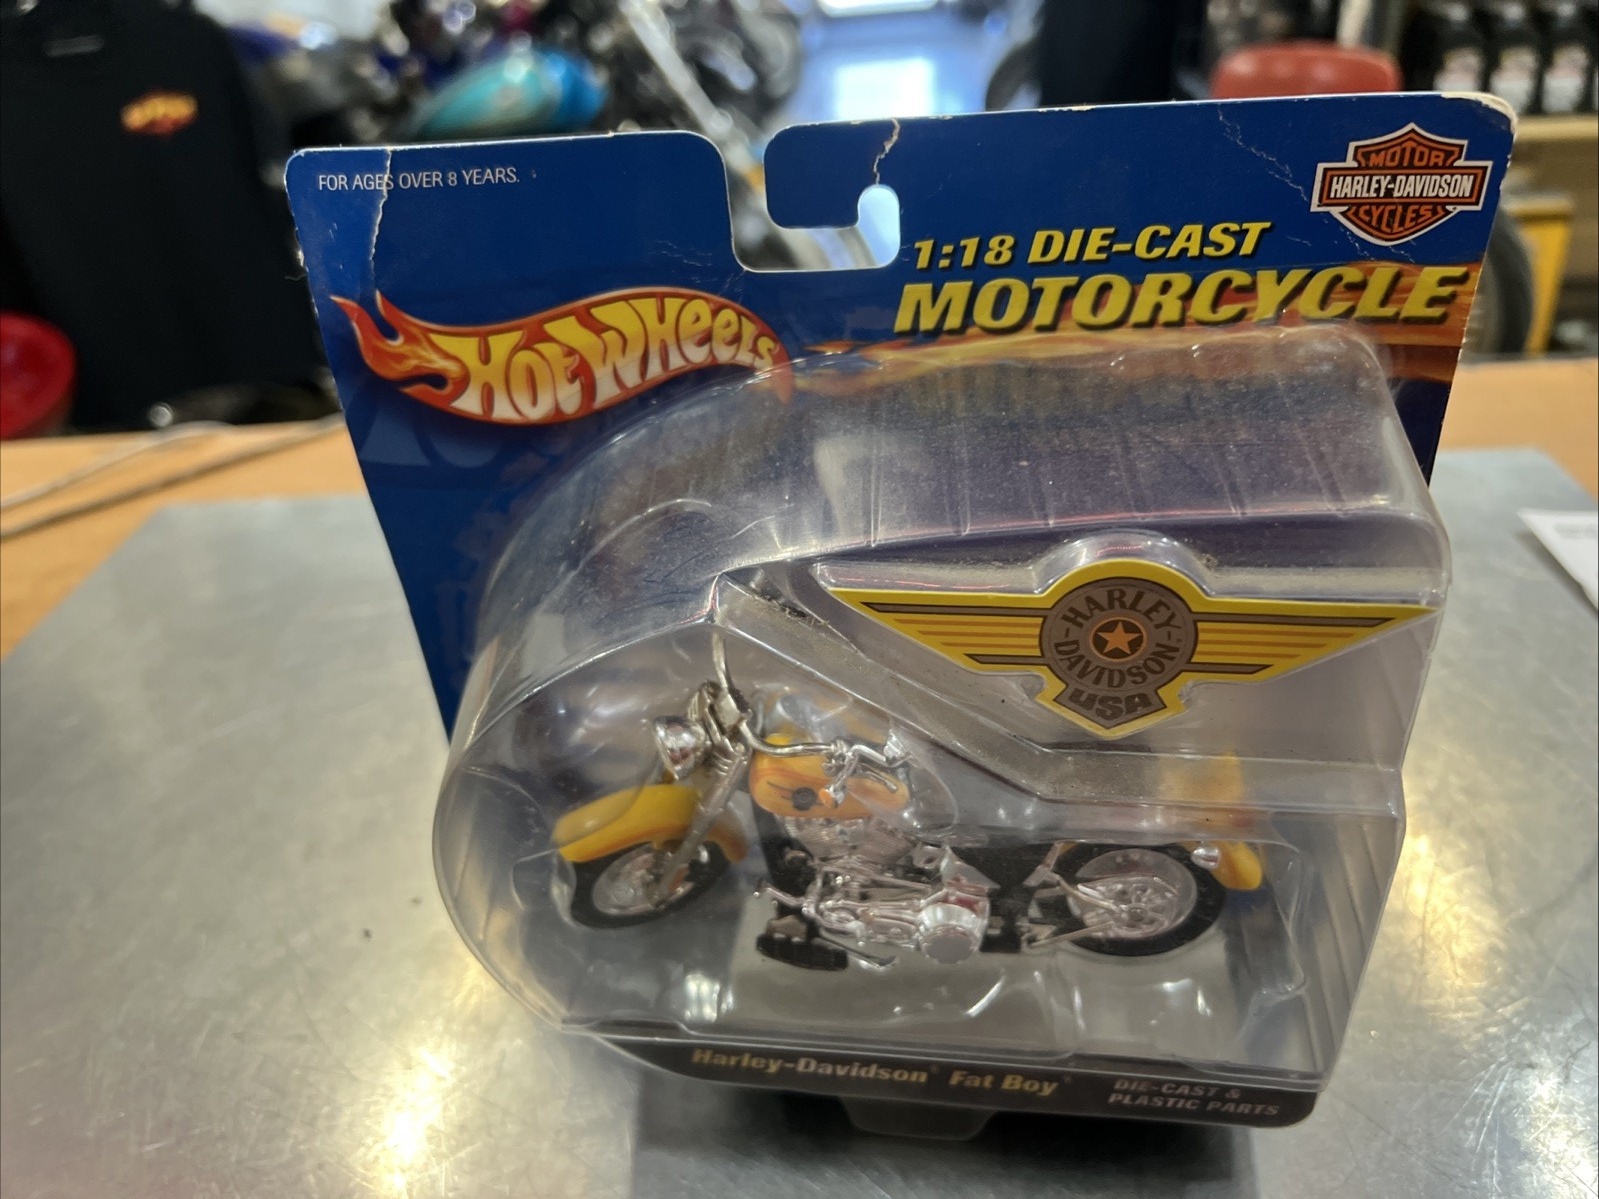 FOR AGES OVER 8 YEARS.
MOTOR
HARLEY-DAVIDSON
CYCLES
1:18 DIE-CAST
MOTORCYCLE
HOT WHEELS
HARLEY-DAVIDSON
USA
Harley-Davidson® Fat Boy®
DIE-CAST &
PLASTIC PARTS